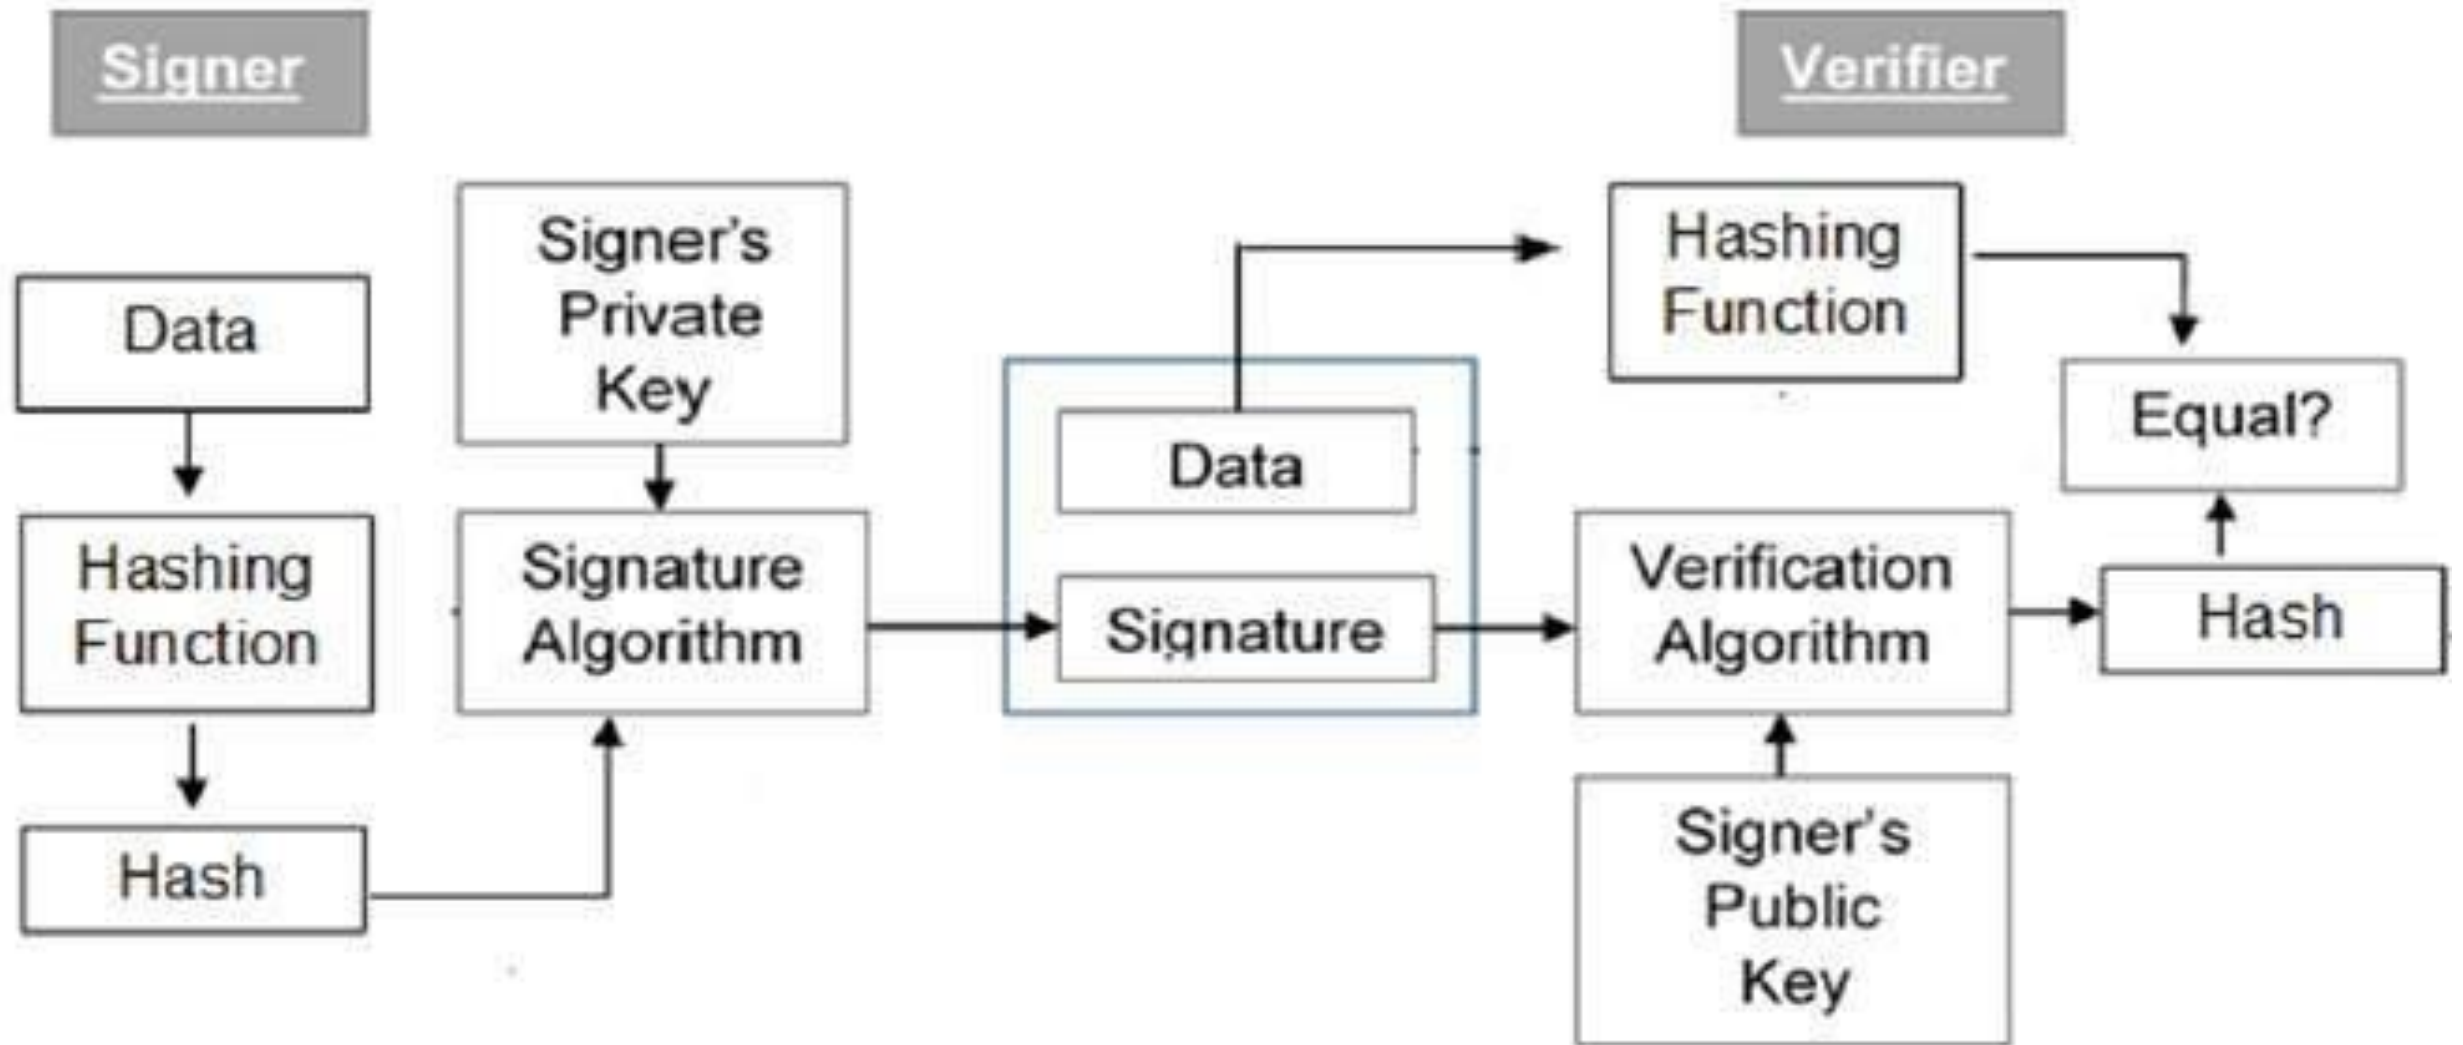 Signer
Verifier
Data
Hashing
Function
Hash
Signer's
Private
Key
Signature
Algorithm
Data
Signature
Hashing
Function
Equal?
Verification
Algorithm
Hash
Signer's
Public
Key